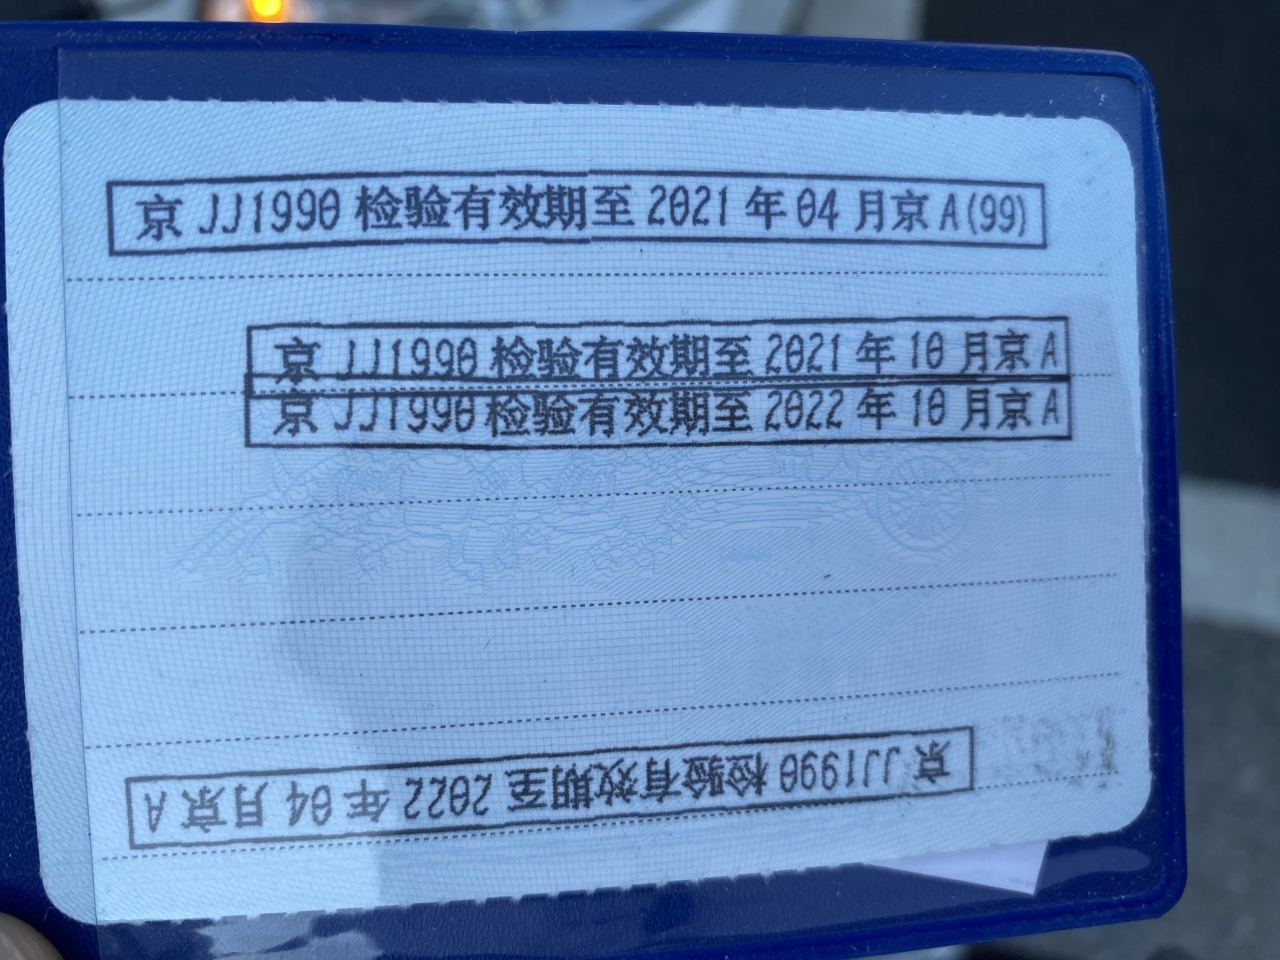 京 JJ1990 检验有效期至 2021 年 04 月京 A(99)
京 JJ1990 检验有效期至 2021 年 10 月京 A
京 JJ1990 检验有效期至 2022 年 10 月京 A
京 JJ1990 检验有效期至 2022 年 04 月京 A